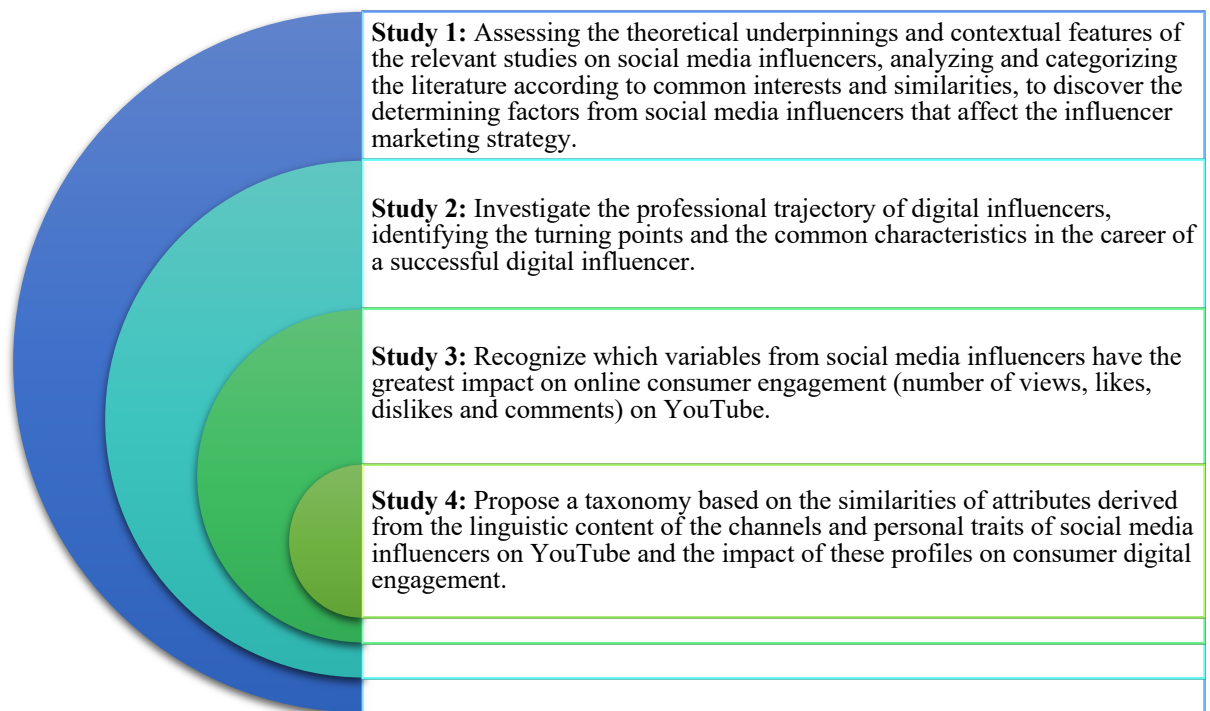 Study 1: Assessing the theoretical underpinnings and contextual features of
the relevant studies on social media influencers, analyzing and categorizing
the literature according to common interests and similarities, to discover the
determining factors from social media influencers that affect the influencer
marketing strategy.
Study 2: Investigate the professional trajectory of digital influencers,
identifying the turning points and the common characteristics in the career of
a successful digital influencer.
Study 3: Recognize which variables from social media influencers have the
greatest impact on online consumer engagement (number of views, likes,
dislikes and comments) on YouTube.
Study 4: Propose a taxonomy based on the similarities of attributes derived
from the linguistic content of the channels and personal traits of social media
influencers on YouTube and the impact of these profiles on consumer digital
engagement.